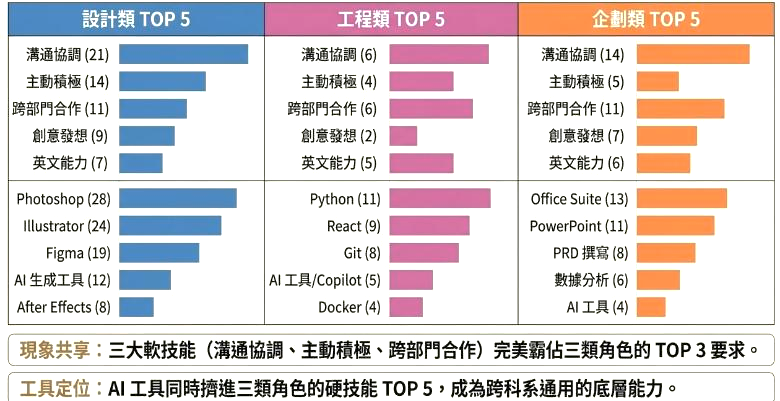 設計類 TOP 5
溝通協調 (21)
主動積極 (14)
跨部門合作 (11)
創意發想 (9)
英文能力 (7)
Photoshop (28)
Illustrator (24)
Figma (19)
AI 生成工具 (12)
After Effects (8)
工程類 TOP 5
溝通協調 (6)
主動積極 (4)
跨部門合作 (6)
創意發想 (2)
英文能力 (5)
Python (11)
React (9)
Git (8)
AI 工具/Copilot (5)
Docker (4)
企劃類 TOP 5
溝通協調 (14)
主動積極 (5)
跨部門合作 (11)
創意發想 (7)
英文能力 (6)
Office Suite (13)
PowerPoint (11)
PRD 撰寫 (8)
數據分析 (6)
AI 工具 (4)
現象共享：三大軟技能（溝通協調、主動積極、跨部門合作）完美霸佔三類角色的 TOP 3 要求。
工具定位：AI 工具同時擠進三類角色的硬技能 TOP 5，成為跨科系通用的底層能力。